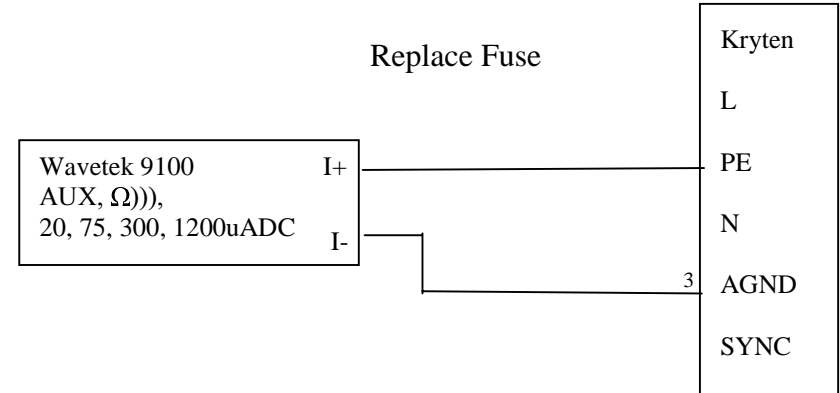 Replace Fuse
Wavetek 9100
AUX, Ω))),
20, 75, 300, 1200uADC
I+
I-
3
Kryten
L
PE
N
AGND
SYNC